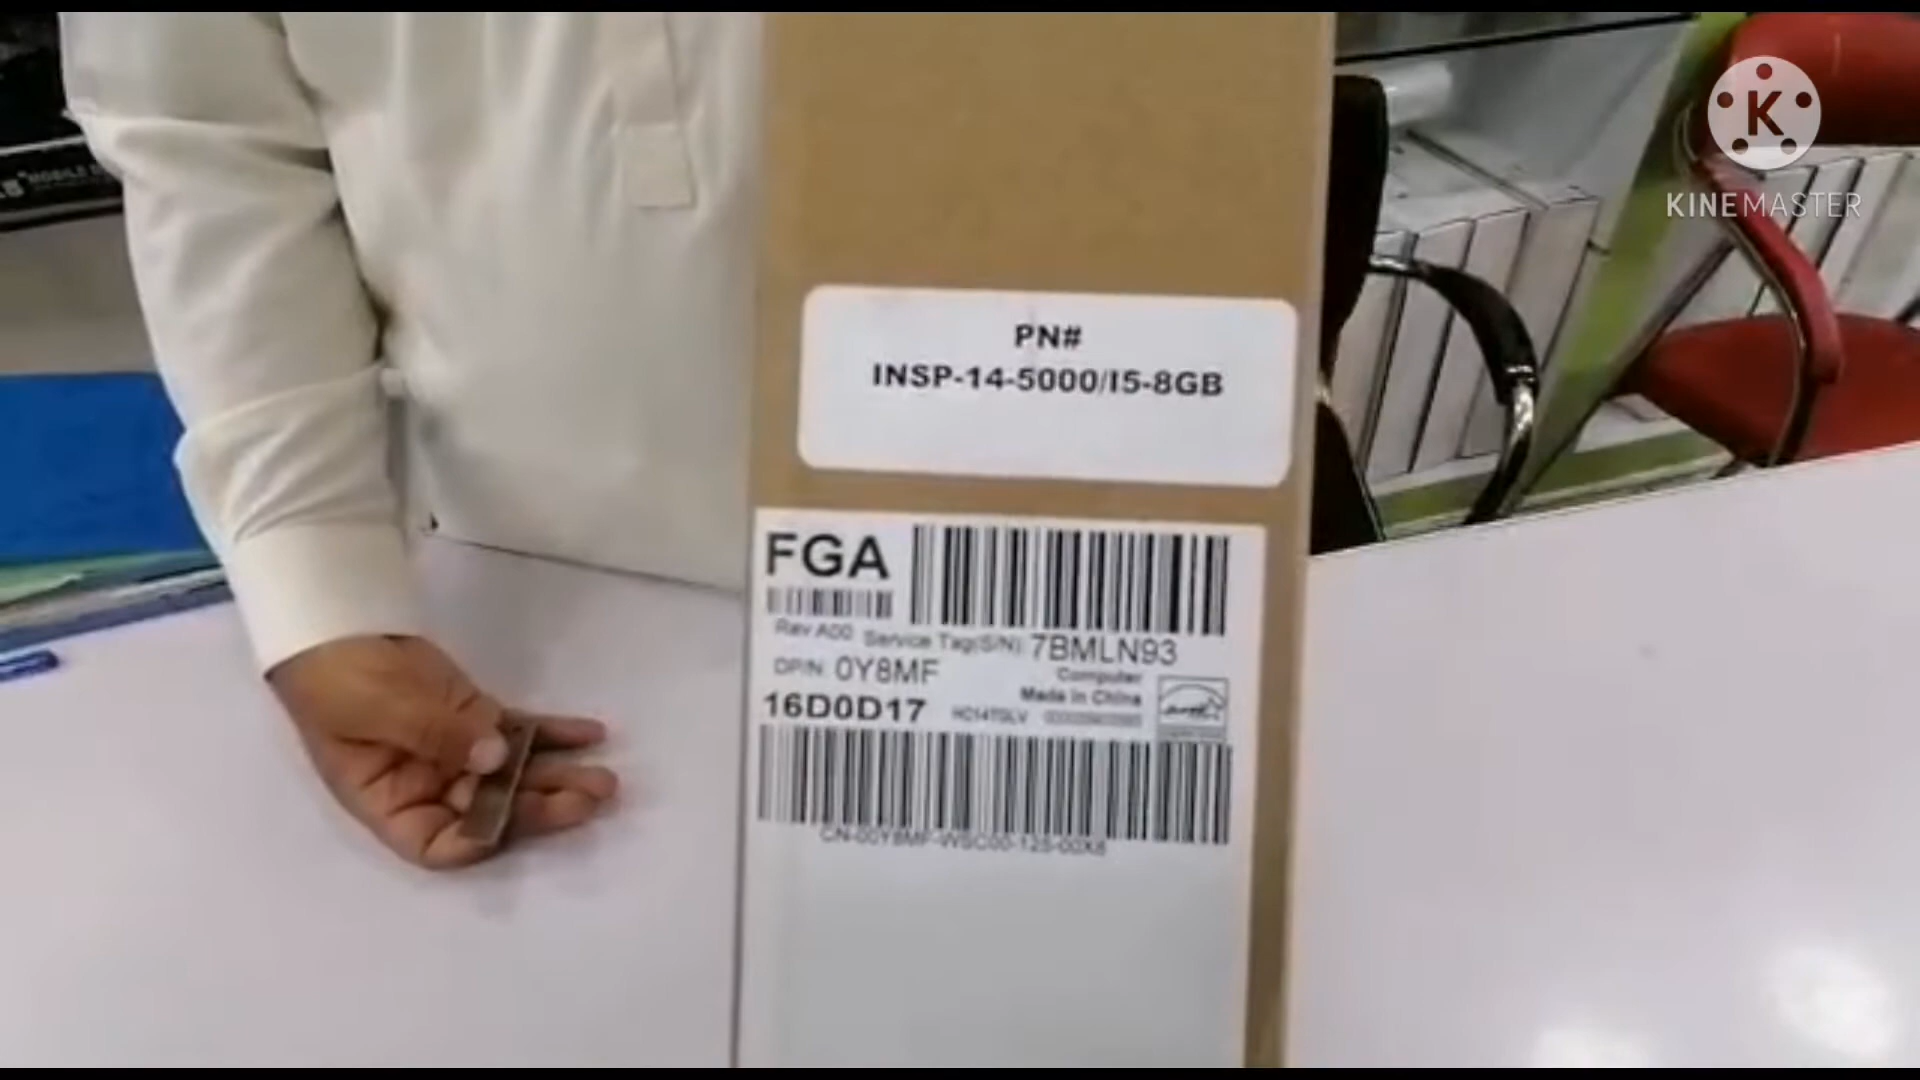 K
KINEMASTER
PN#
INSP-14-5000/I5-8GB
FGA
Rev A00 Service Tag(S/N): 7BMLN93
DP/N: 0Y8MF
Computer
Made in China
16D0D17